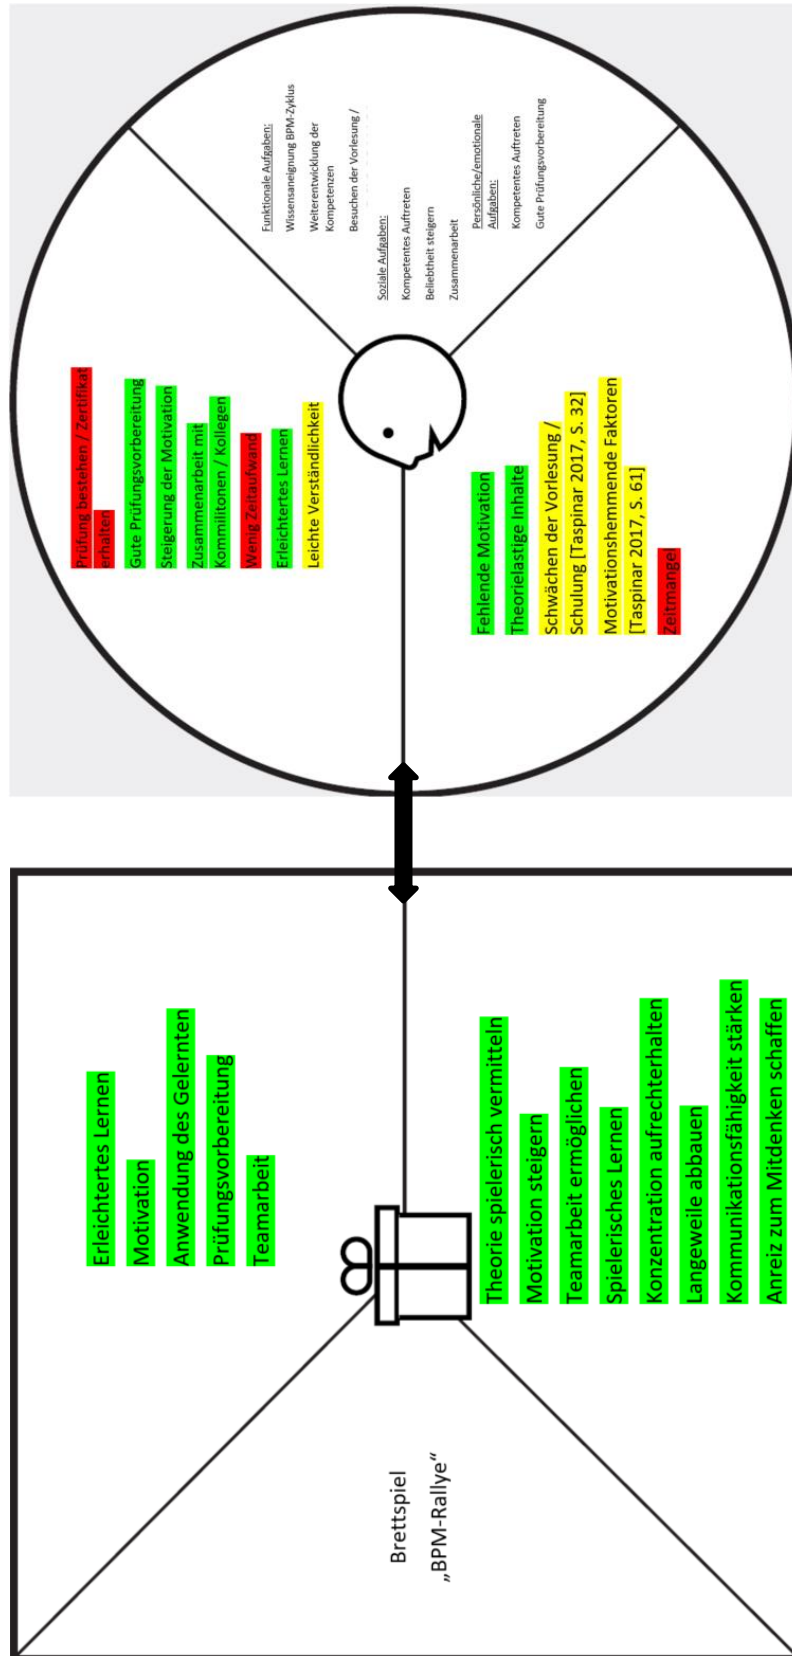 Erleichtertes Lernen
Motivation
Anwendung des Gelernten
Prüfungsvorbereitung
Teamarbeit
Brettspiel
„BPM-Rallye“
Theorie spielerisch vermitteln
Motivation steigern
Teamarbeit ermöglichen
Spielerisches Lernen
Konzentration aufrechterhalten
Langeweile abbauen
Kommunikationsfähigkeit stärken
Anreiz zum Mitdenken schaffen
Prüfung bestehen / Zertifikat
erhalten
Gute Prüfungsvorbereitung
Steigerung der Motivation
Zusammenarbeit mit
Kommilitonen / Kollegen
Wenig Zeitaufwand
Erleichtertes Lernen
Leichte Verständlichkeit
Funktionale Aufgaben:
Wissensaneignung BPM-Zyklus
Weiterentwicklung der
Kompetenzen
Besuchen der Vorlesung /
Soziale Aufgaben:
Kompetentes Auftreten
Beliebtheit steigern
Zusammenarbeit
Persönliche/emotionale
Aufgaben:
Kompetentes Auftreten
Gute Prüfungsvorbereitung
Fehlende Motivation
Theorielastige Inhalte
Schwächen der Vorlesung /
Schulung [Taspinar 2017, S. 32]
Motivationshemmende Faktoren
[Taspinar 2017, S. 61]
Zeitmangel